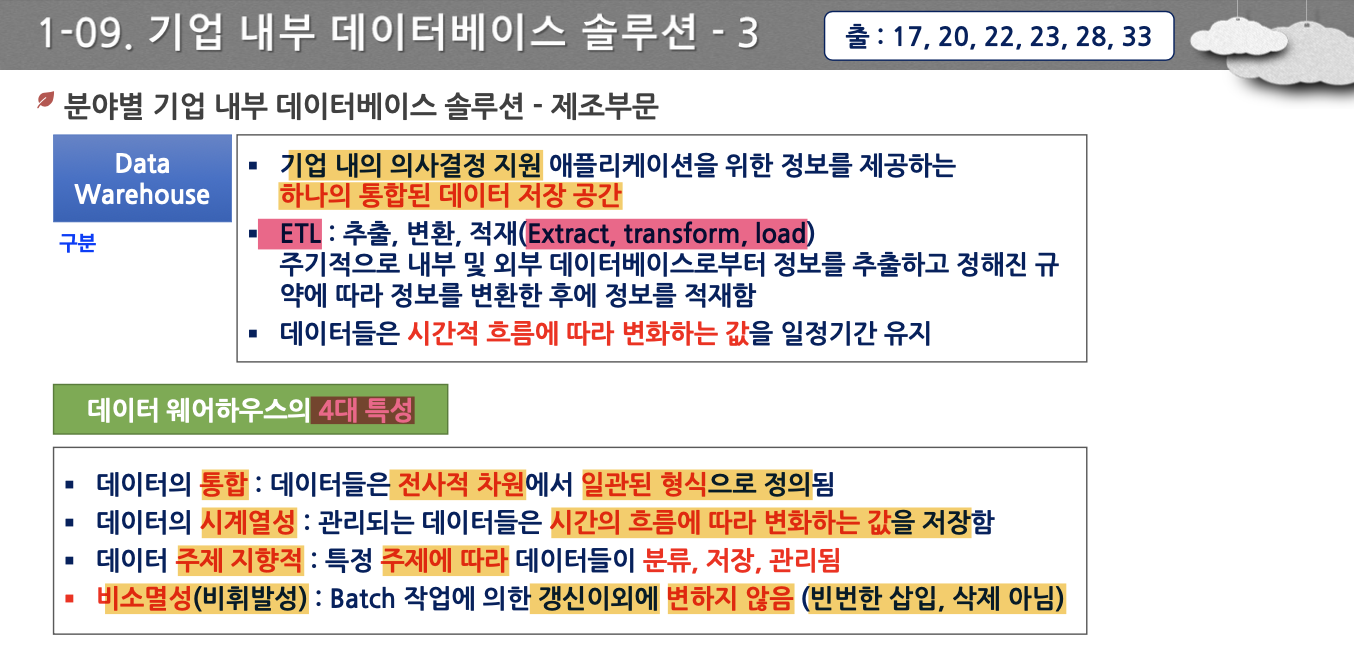 1-09. 기업 내부 데이터베이스 솔루션 - 3
출 : 17, 20, 22, 23, 28, 33
분야별 기업 내부 데이터베이스 솔루션 - 제조부문
Data
Warehouse
구분
▪ 기업 내의 의사결정 지원 애플리케이션을 위한 정보를 제공하는
하나의 통합된 데이터 저장 공간
▪ ETL : 추출, 변환, 적재(Extract, transform, load)
주기적으로 내부 및 외부 데이터베이스로부터 정보를 추출하고 정해진 규
약에 따라 정보를 변환한 후에 정보를 적재함
▪ 데이터들은 시간적 흐름에 따라 변화하는 값을 일정기간 유지
데이터 웨어하우스의 4대 특성
▪ 데이터의 통합 : 데이터들은 전사적 차원에서 일관된 형식으로 정의됨
▪ 데이터의 시계열성 : 관리되는 데이터들은 시간의 흐름에 따라 변화하는 값을 저장함
▪ 데이터 주제 지향적 : 특정 주제에 따라 데이터들이 분류, 저장, 관리됨
▪ 비소멸성(비휘발성) : Batch 작업에 의한 갱신이외에 변하지 않음 (빈번한 삽입, 삭제 아님)